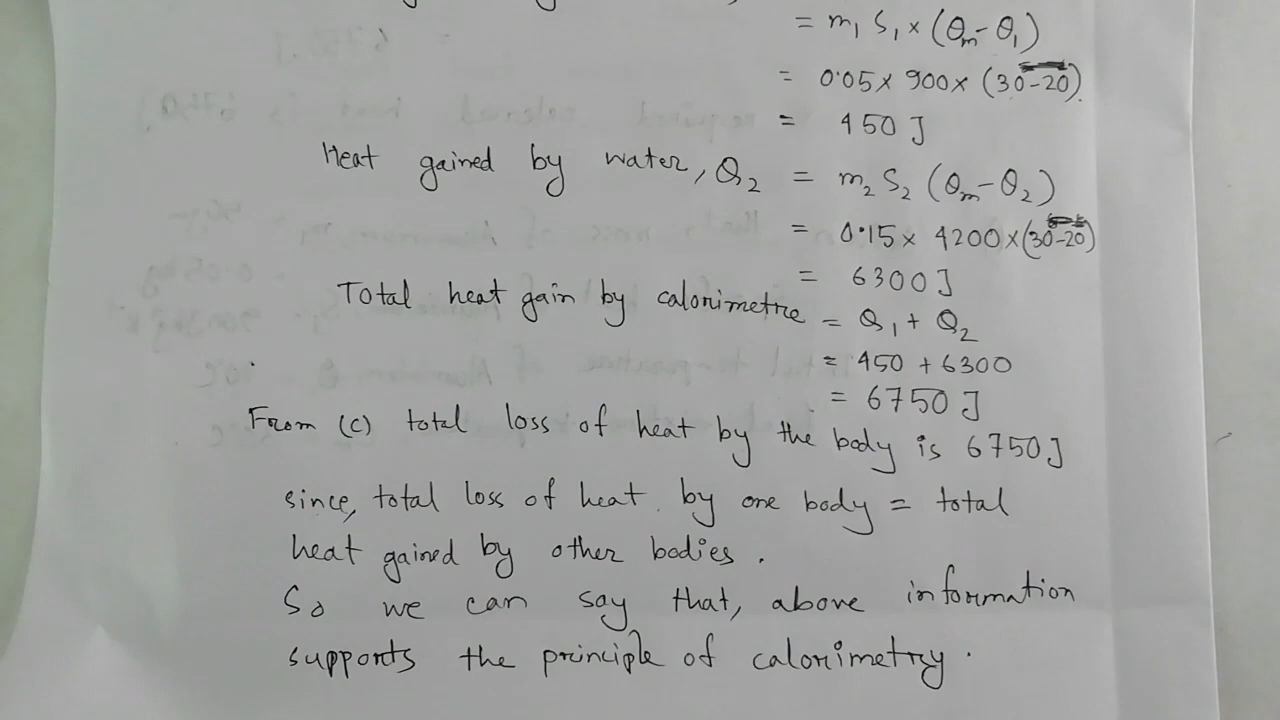 = m₁ S₁ × (θm - θ₁)
= 0.05 × 900 × (30-20)
= 450 J
Heat gained by water, Q₂ = m₂ S₂ (θm - θ₂)
= 0.15 × 4200 × (30-20)
= 6300 J
Total heat gain by calorimetre = Q₁ + Q₂
= 450 + 6300
= 6750 J
From (c) total loss of heat by the body is 6750 J
since, total loss of heat by one body = total
heat gained by other bodies.
So we can say that, above information
supports the principle of calorimetry.